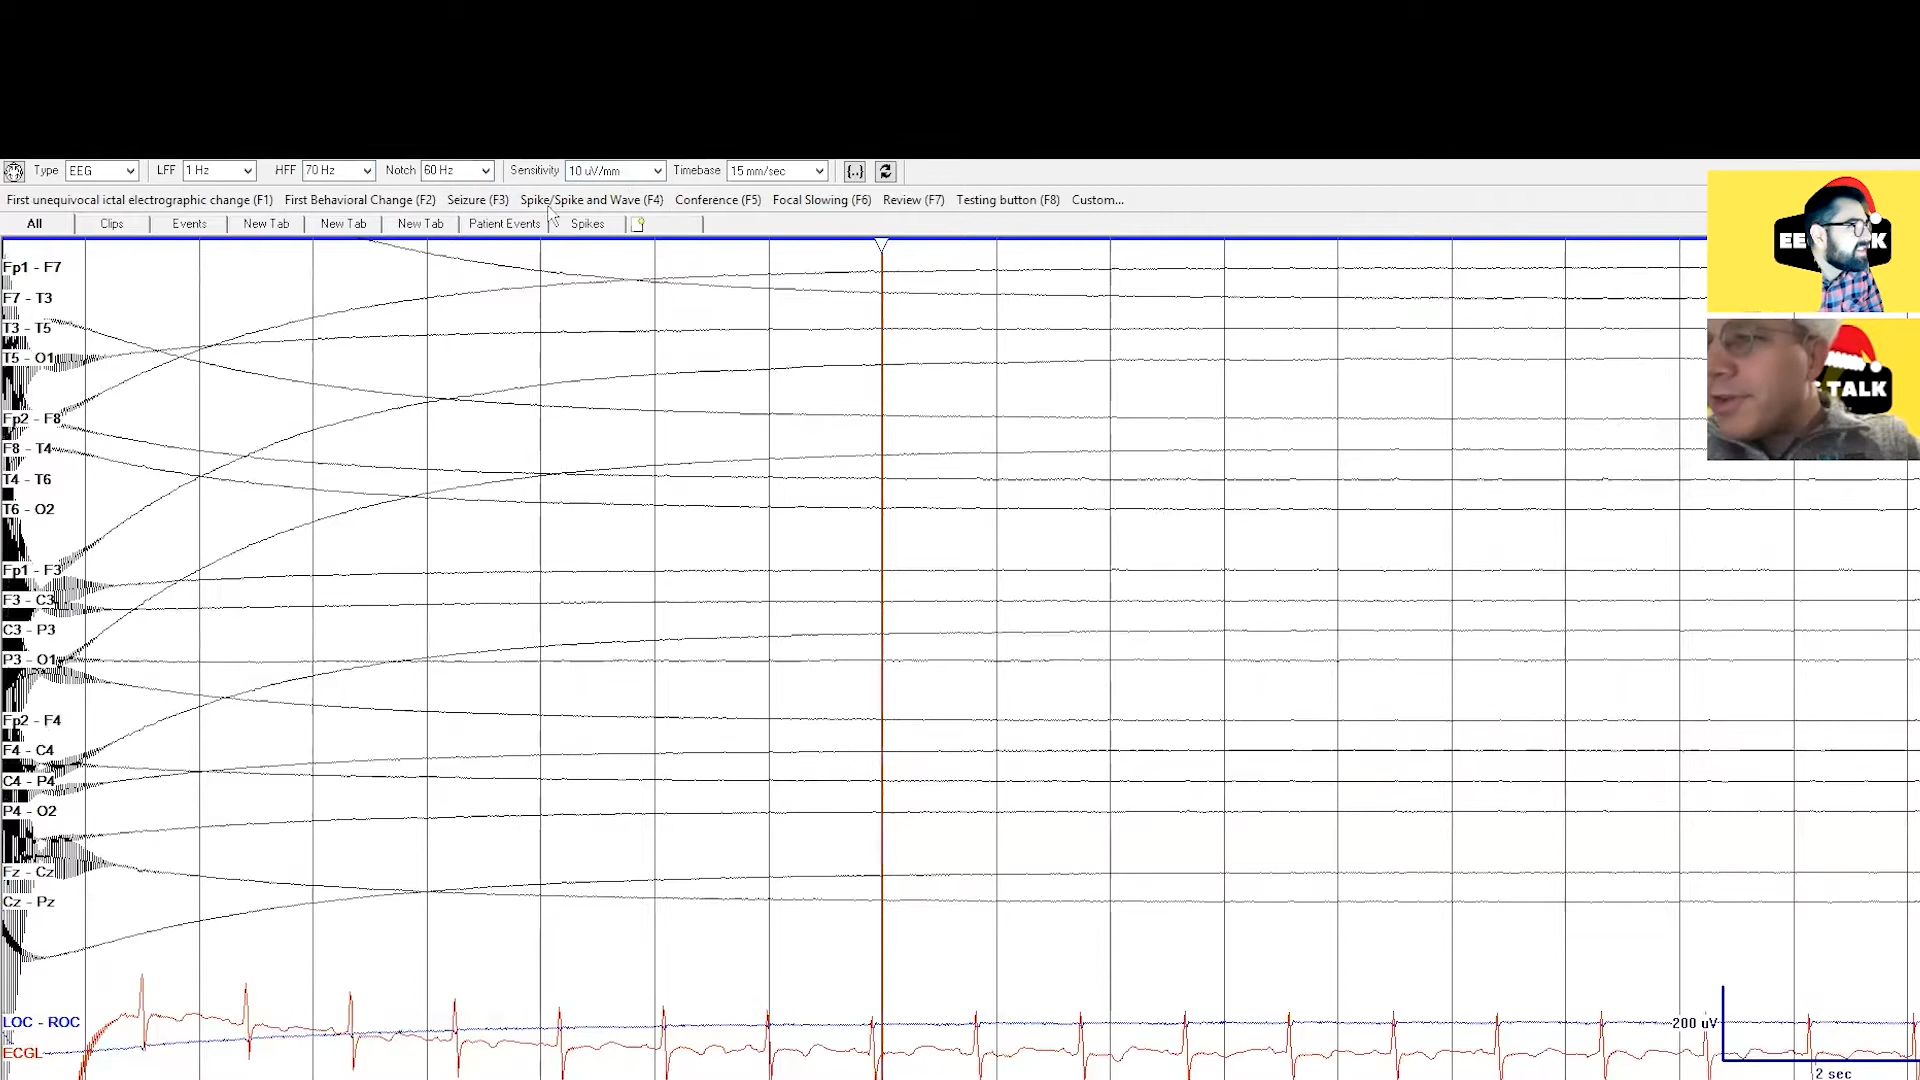 Type EEG LFF 1 Hz HFF 70 Hz Notch 60 Hz Sensitivity 10 uV/mm Timebase 15 mm/sec {..}
First unequivocal ictal electrographic change (F1) First Behavioral Change (F2) Seizure (F3) Spike/Spike and Wave (F4) Conference (F5) Focal Slowing (F6) Review (F7) Testing button (F8) Custom...
All Clips Events New Tab New Tab New Tab Patient Events Spikes
Fp1 - F7
F7 - T3
T3 - T5
T5 - O1
Fp2 - F8
F8 - T4
T4 - T6
T6 - O2
Fp1 - F3
F3 - C3
C3 - P3
P3 - O1
Fp2 - F4
F4 - C4
C4 - P4
P4 - O2
Fz - Cz
Cz - Pz
LOC - ROC
ECGL
200 uV
2 sec
TALK